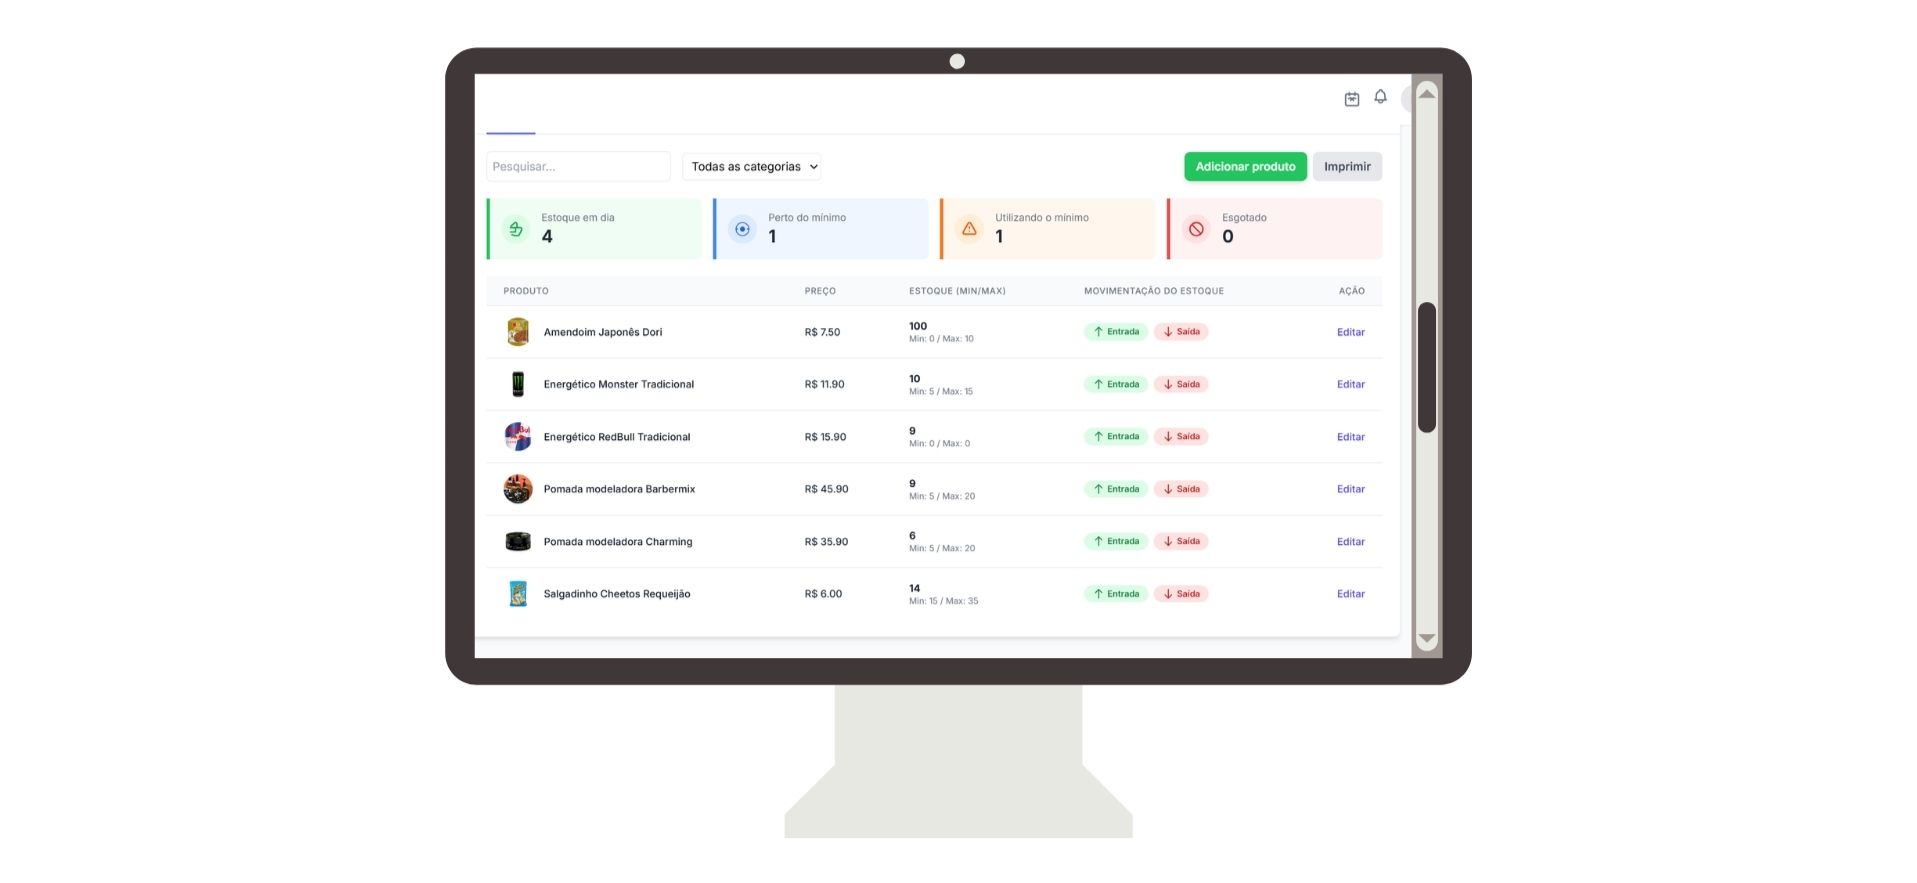 Pesquisar...
Todas as categorias
Adicionar produto
Imprimir
Estoque em dia
4
Perto do mínimo
1
Utilizando o mínimo
1
Esgotado
0
PRODUTO PREÇO ESTOQUE (MIN/MAX) MOVIMENTAÇÃO DO ESTOQUE AÇÃO
Amendoim Japonês Dori R$ 7.50 100 Entrada Saída Editar
Min: 0 / Max: 10
Energético Monster Tradicional R$ 11.90 10 Entrada Saída Editar
Min: 5 / Max: 15
Energético RedBull Tradicional R$ 15.90 9 Entrada Saída Editar
Min: 0 / Max: 0
Pomada modeladora Barbermix R$ 45.90 9 Entrada Saída Editar
Min: 5 / Max: 20
Pomada modeladora Charming R$ 35.90 6 Entrada Saída Editar
Min: 5 / Max: 20
Salgadinho Cheetos Requeijão R$ 6.00 14 Entrada Saída Editar
Min: 15 / Max: 35